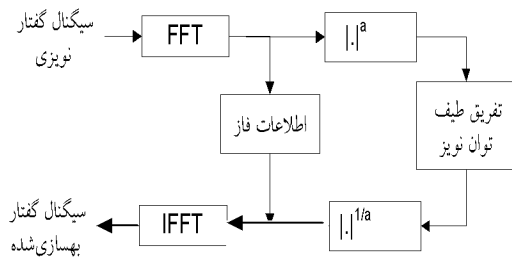 سیگنال گفتار
نویزی
FFT
|.|a
اطلاعات فاز
تفریق طیف
توان نویز
سیگنال گفتار
بهسازی‌شده
IFFT
|.|1/a